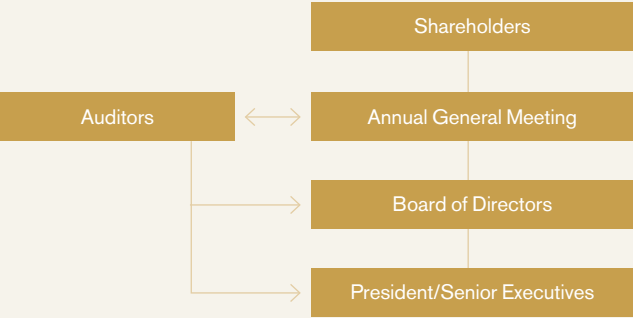 Shareholders
Auditors
Annual General Meeting
Board of Directors
President/Senior Executives